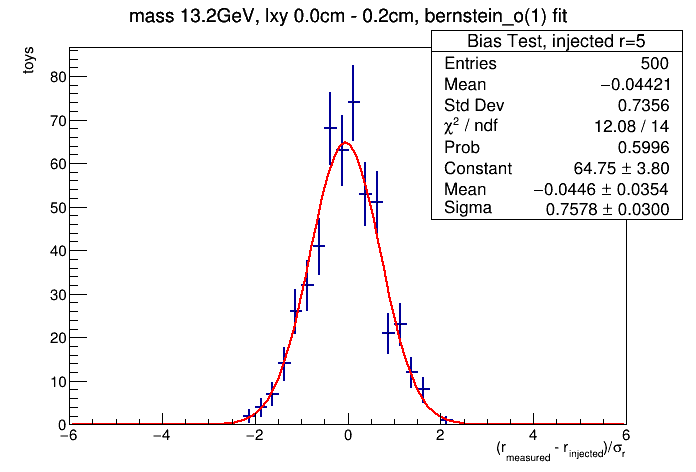 mass 13.2GeV, lxy 0.0cm - 0.2cm, bernstein_o(1) fit
toys
Bias Test, injected r=5
Entries 500
Mean −0.04421
Std Dev 0.7356
χ² / ndf 12.08 / 14
Prob 0.5996
Constant 64.75 ± 3.80
Mean −0.0446 ± 0.0354
Sigma 0.7578 ± 0.0300
80
70
60
50
40
30
20
10
0
−6 −4 −2 0 2 4 6
(r_measured - r_injected)/σ_r